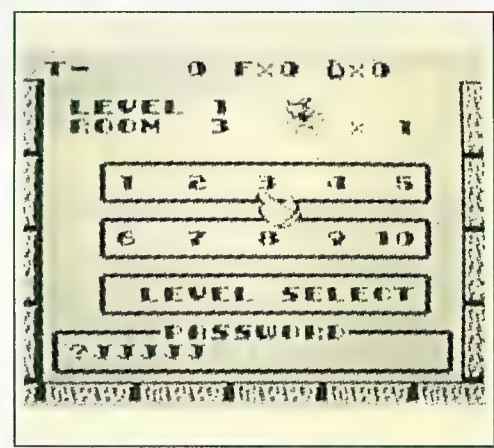 T- 0 F×0 D×0
LEVEL 1
ROOM 3 × 1
1 2 3 4 5
6 7 8 9 10
LEVEL SELECT
PASSWORD
?JJJJJ